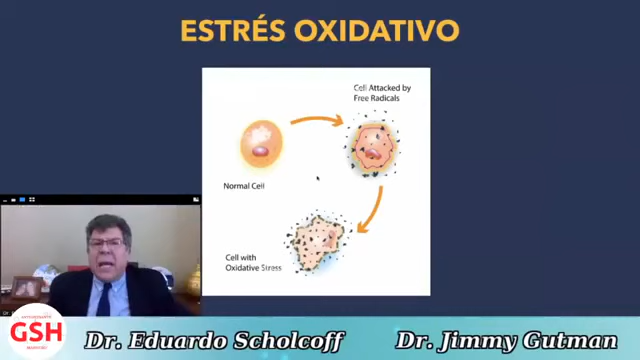 ESTRÉS OXIDATIVO
Cell Attacked by
Free Radicals
Normal Cell
Cell with
Oxidative Stress
GSH
Dr. Eduardo Scholcoff
Dr. Jimmy Gutman